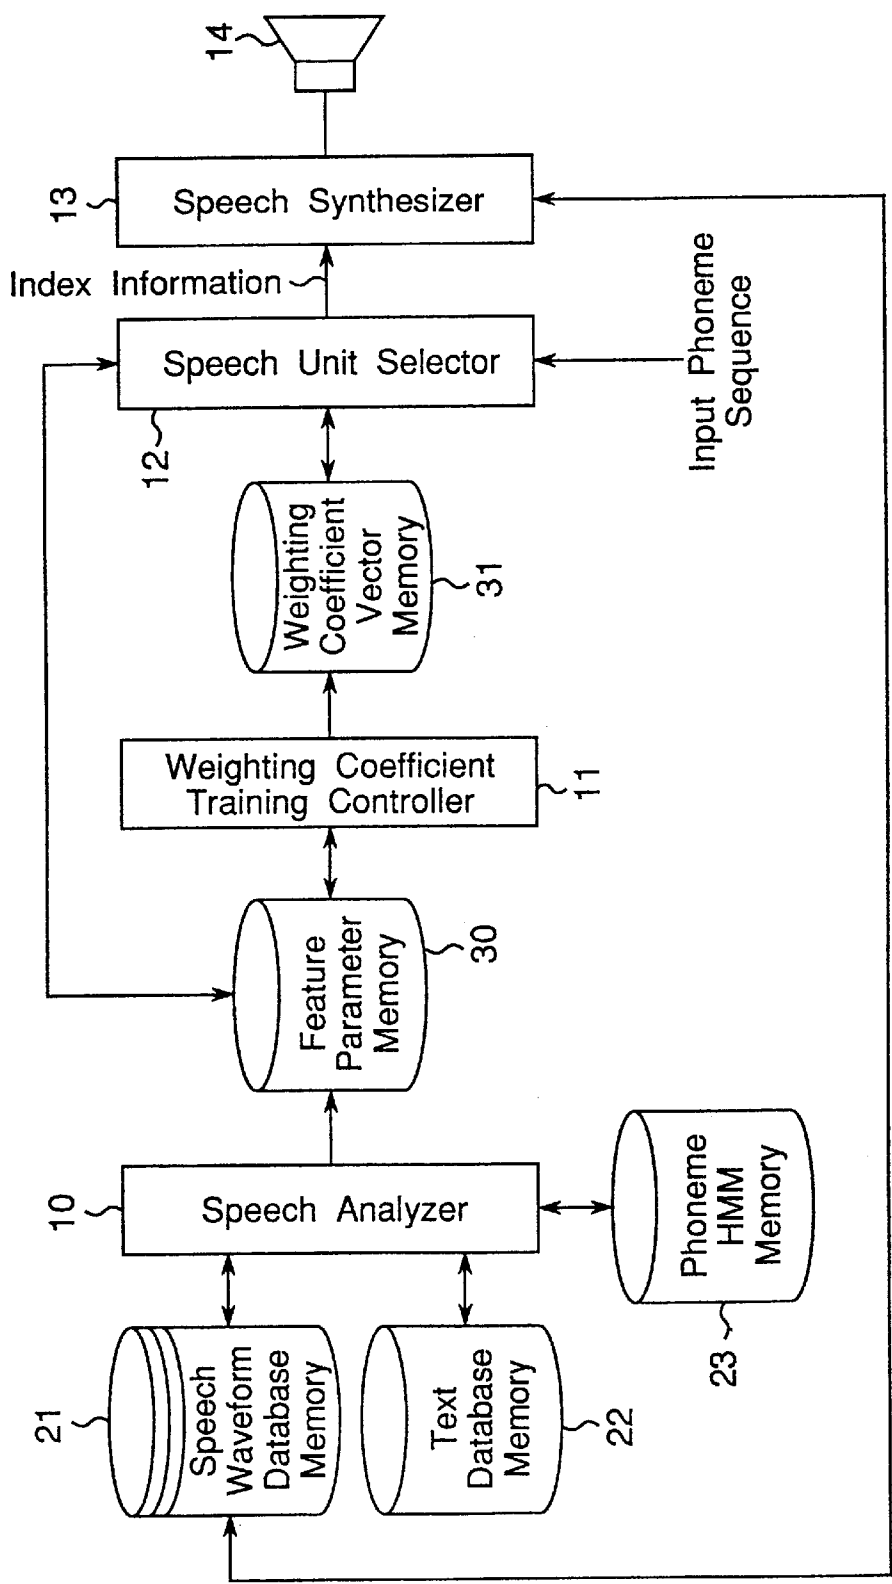 14
13
Speech Synthesizer
Index Information
Speech Unit Selector
12
Input Phoneme
Sequence
Weighting
Coefficient
Vector
Memory
31
Weighting Coefficient
Training Controller
11
Feature
Parameter
Memory
30
10
Speech Analyzer
Phoneme
HMM
Memory
23
21
Speech
Waveform
Database
Memory
Text
Database
Memory
22